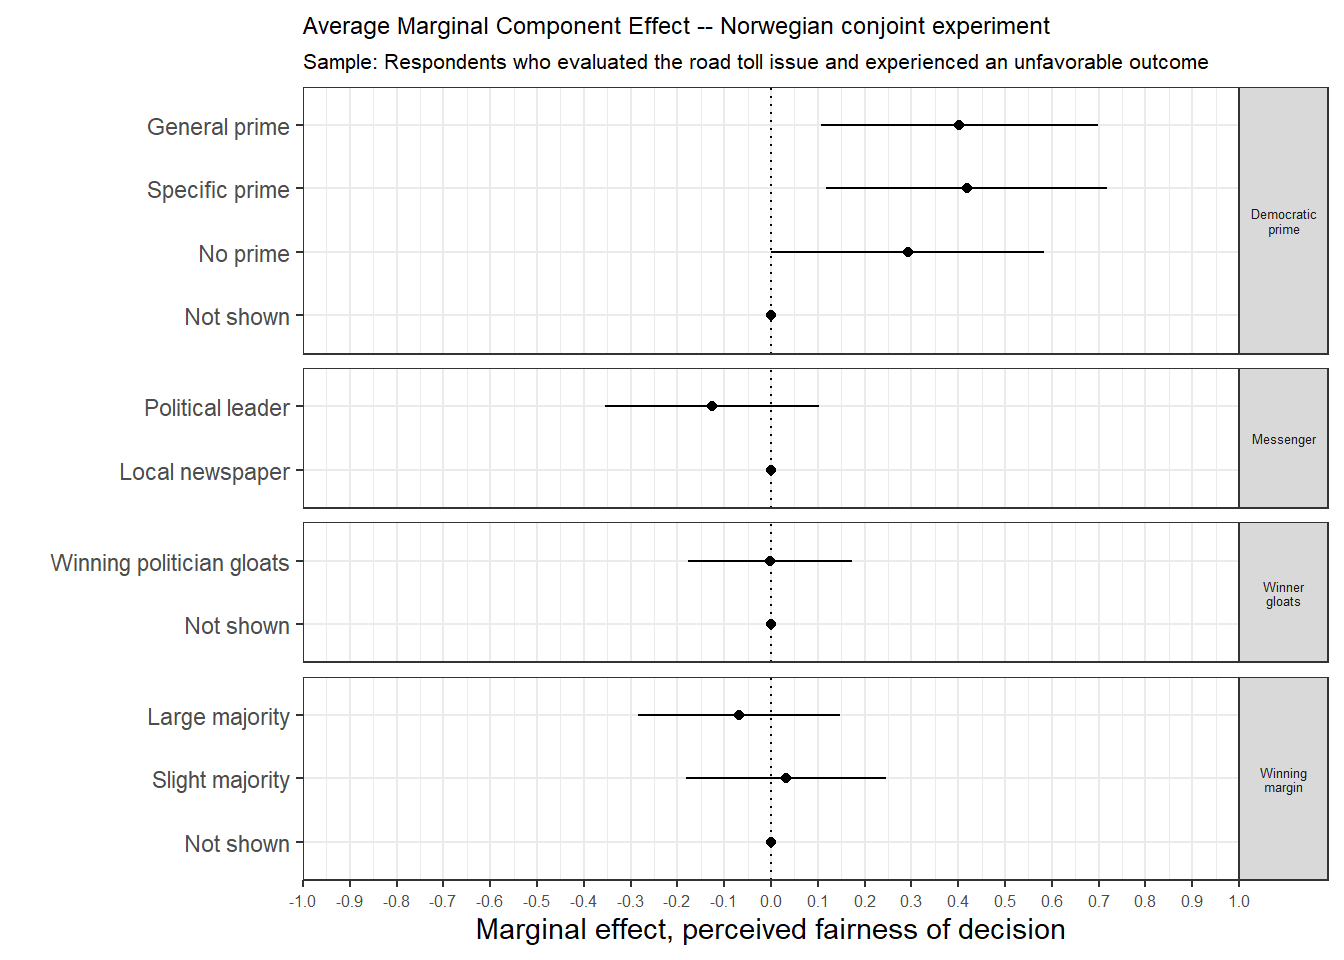 Average Marginal Component Effect -- Norwegian conjoint experiment
Sample: Respondents who evaluated the road toll issue and experienced an unfavorable outcome
General prime
Specific prime
No prime
Not shown
Democratic
prime
Political leader
Local newspaper
Messenger
Winning politician gloats
Not shown
Winner
gloats
Large majority
Slight majority
Not shown
Winning
margin
-1.0 -0.9 -0.8 -0.7 -0.6 -0.5 -0.4 -0.3 -0.2 -0.1 0.0 0.1 0.2 0.3 0.4 0.5 0.6 0.7 0.8 0.9 1.0
Marginal effect, perceived fairness of decision